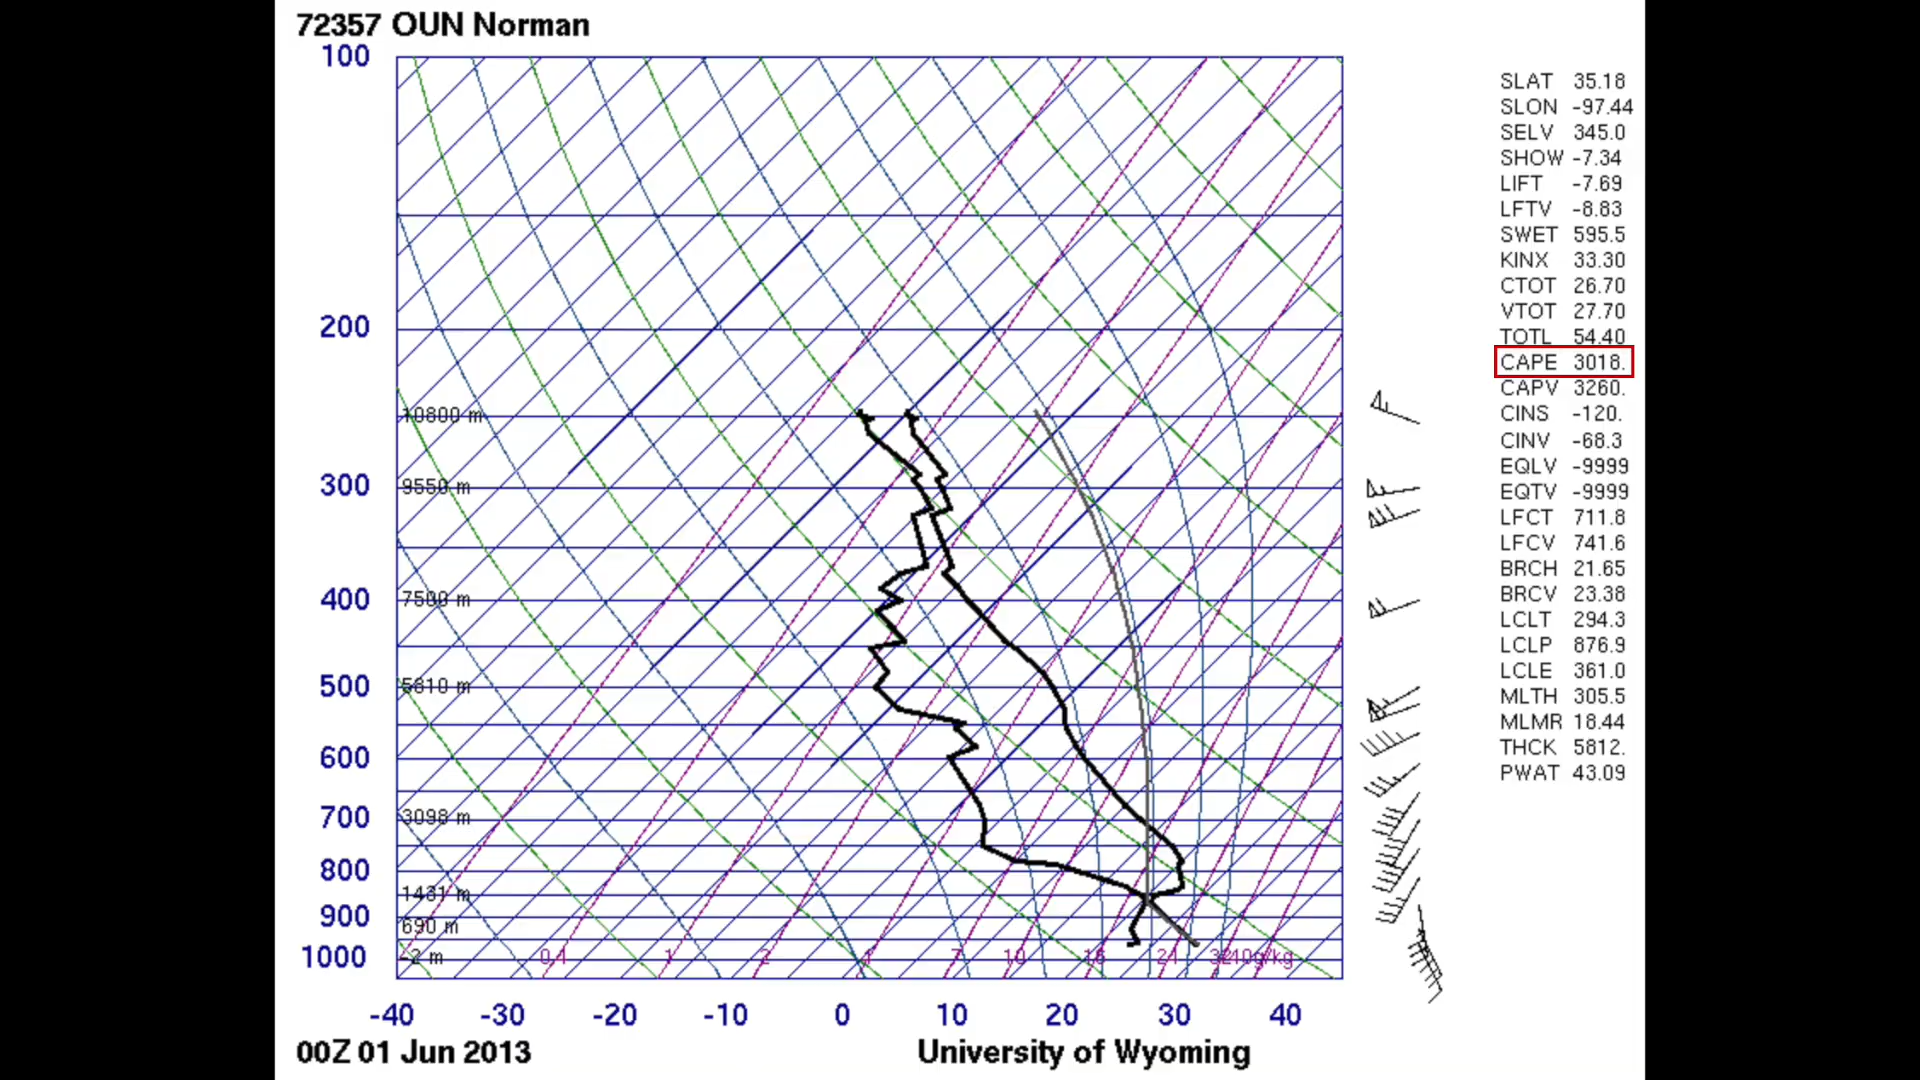 72357 OUN Norman
100
200
10800 m
300
9550 m
400
7500 m
500
5810 m
600
700
3098 m
800
1431 m
900
690 m
1000
-2 m
0.4 1 2 4 7 10 16 24 32 40g/kg
-40 -30 -20 -10 0 10 20 30 40
00Z 01 Jun 2013
University of Wyoming
SLAT 35.18
SLON -97.44
SELV 345.0
SHOW -7.34
LIFT -7.69
LFTV -8.83
SWET 595.5
KINX 33.30
CTOT 26.70
VTOT 27.70
TOTL 54.40
CAPE 3018.
CAPV 3260.
CINS -120.
CINV -68.3
EQLV -9999
EQTV -9999
LFCT 711.8
LFCV 741.6
BRCH 21.65
BRCV 23.38
LCLT 294.3
LCLP 876.9
LCLE 361.0
MLTH 305.5
MLMR 18.44
THCK 5812.
PWAT 43.09